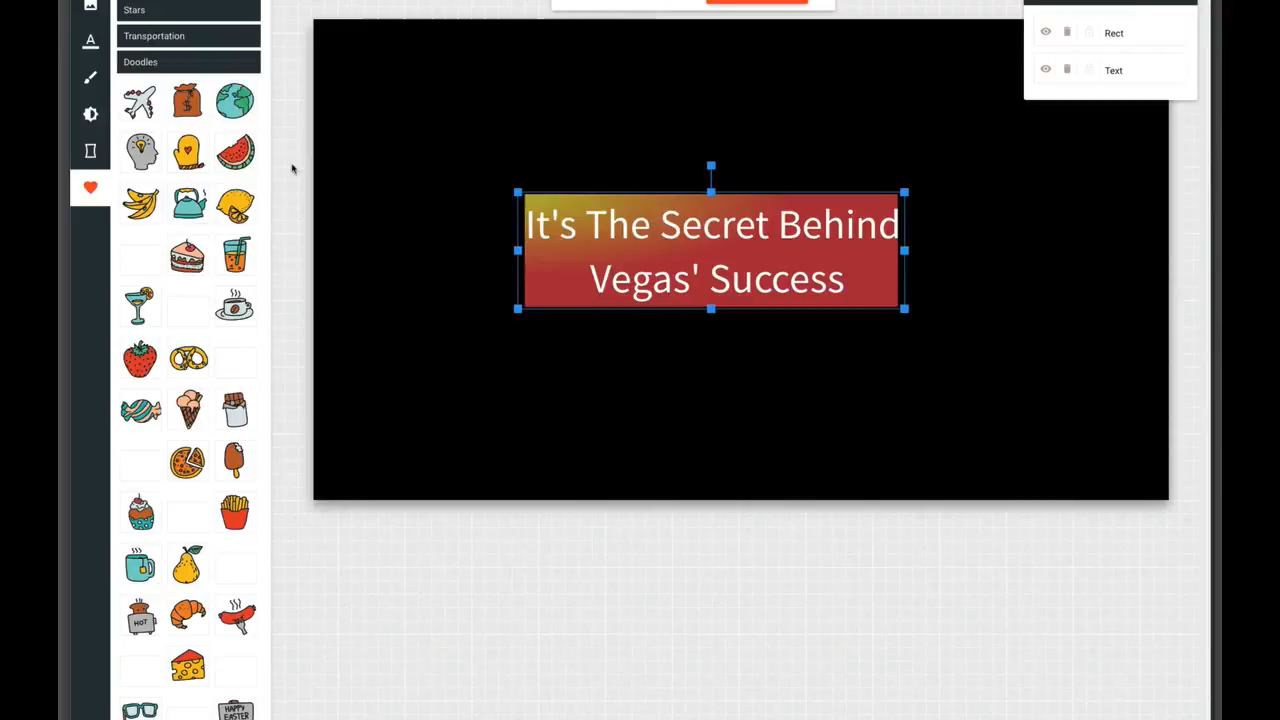 Stars
Transportation
Doodles
Rect
Text
It's The Secret Behind
Vegas' Success
HOT
HAPPY
EASTER